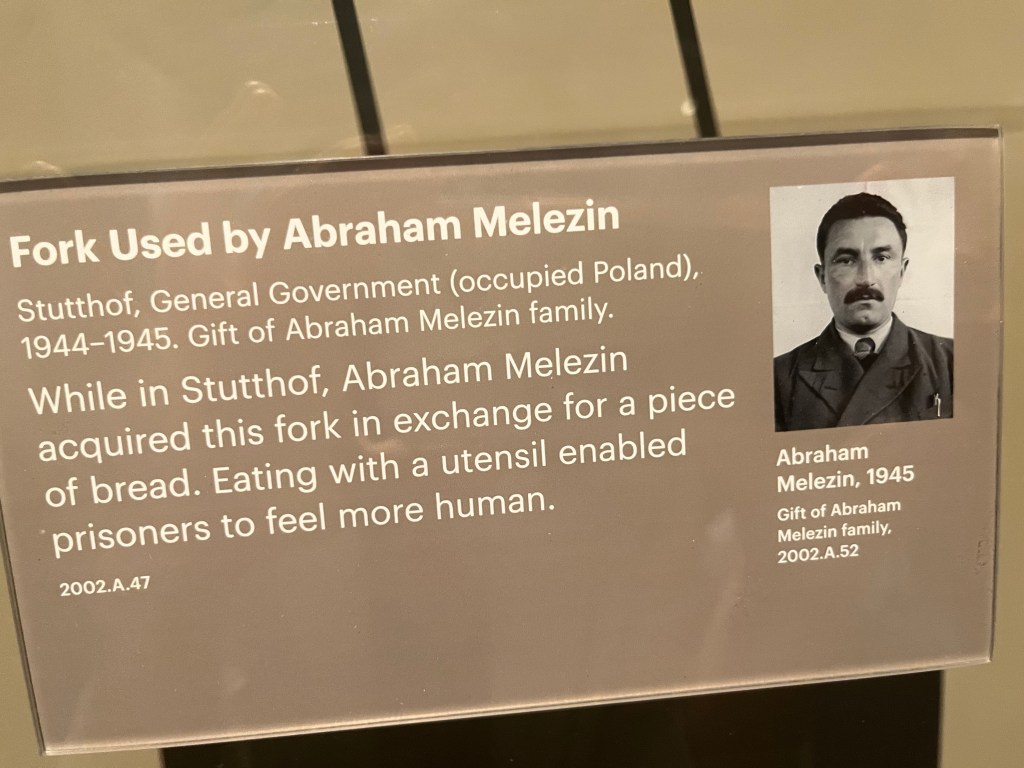 Fork Used by Abraham Melezin
Stutthof, General Government (occupied Poland),
1944–1945. Gift of Abraham Melezin family.
While in Stutthof, Abraham Melezin
acquired this fork in exchange for a piece
of bread. Eating with a utensil enabled
prisoners to feel more human.
2002.A.47
Abraham
Melezin, 1945
Gift of Abraham
Melezin family,
2002.A.52